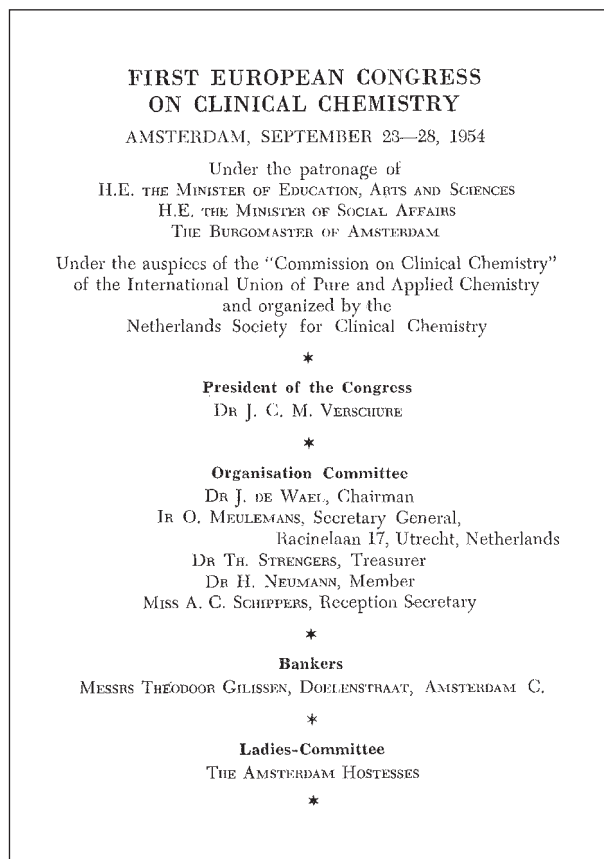 FIRST EUROPEAN CONGRESS
ON CLINICAL CHEMISTRY
AMSTERDAM, SEPTEMBER 23—28, 1954
Under the patronage of
H.E. THE MINISTER OF EDUCATION, ARTS AND SCIENCES
H.E. THE MINISTER OF SOCIAL AFFAIRS
THE BURGOMASTER OF AMSTERDAM
Under the auspices of the "Commission on Clinical Chemistry"
of the International Union of Pure and Applied Chemistry
and organized by the
Netherlands Society for Clinical Chemistry
*
President of the Congress
DR J. C. M. VERSCHURE
*
Organisation Committee
DR J. DE WAEL, Chairman
IR O. MEULEMANS, Secretary General,
Racinelaan 17, Utrecht, Netherlands
DR TH. STRENGERS, Treasurer
DR H. NEUMANN, Member
MISS A. C. SCHIPPERS, Reception Secretary
*
Bankers
MESSRS THEODOOR GILISSEN, DOELENSTRAAT, AMSTERDAM C.
*
Ladies-Committee
THE AMSTERDAM HOSTESSES
*